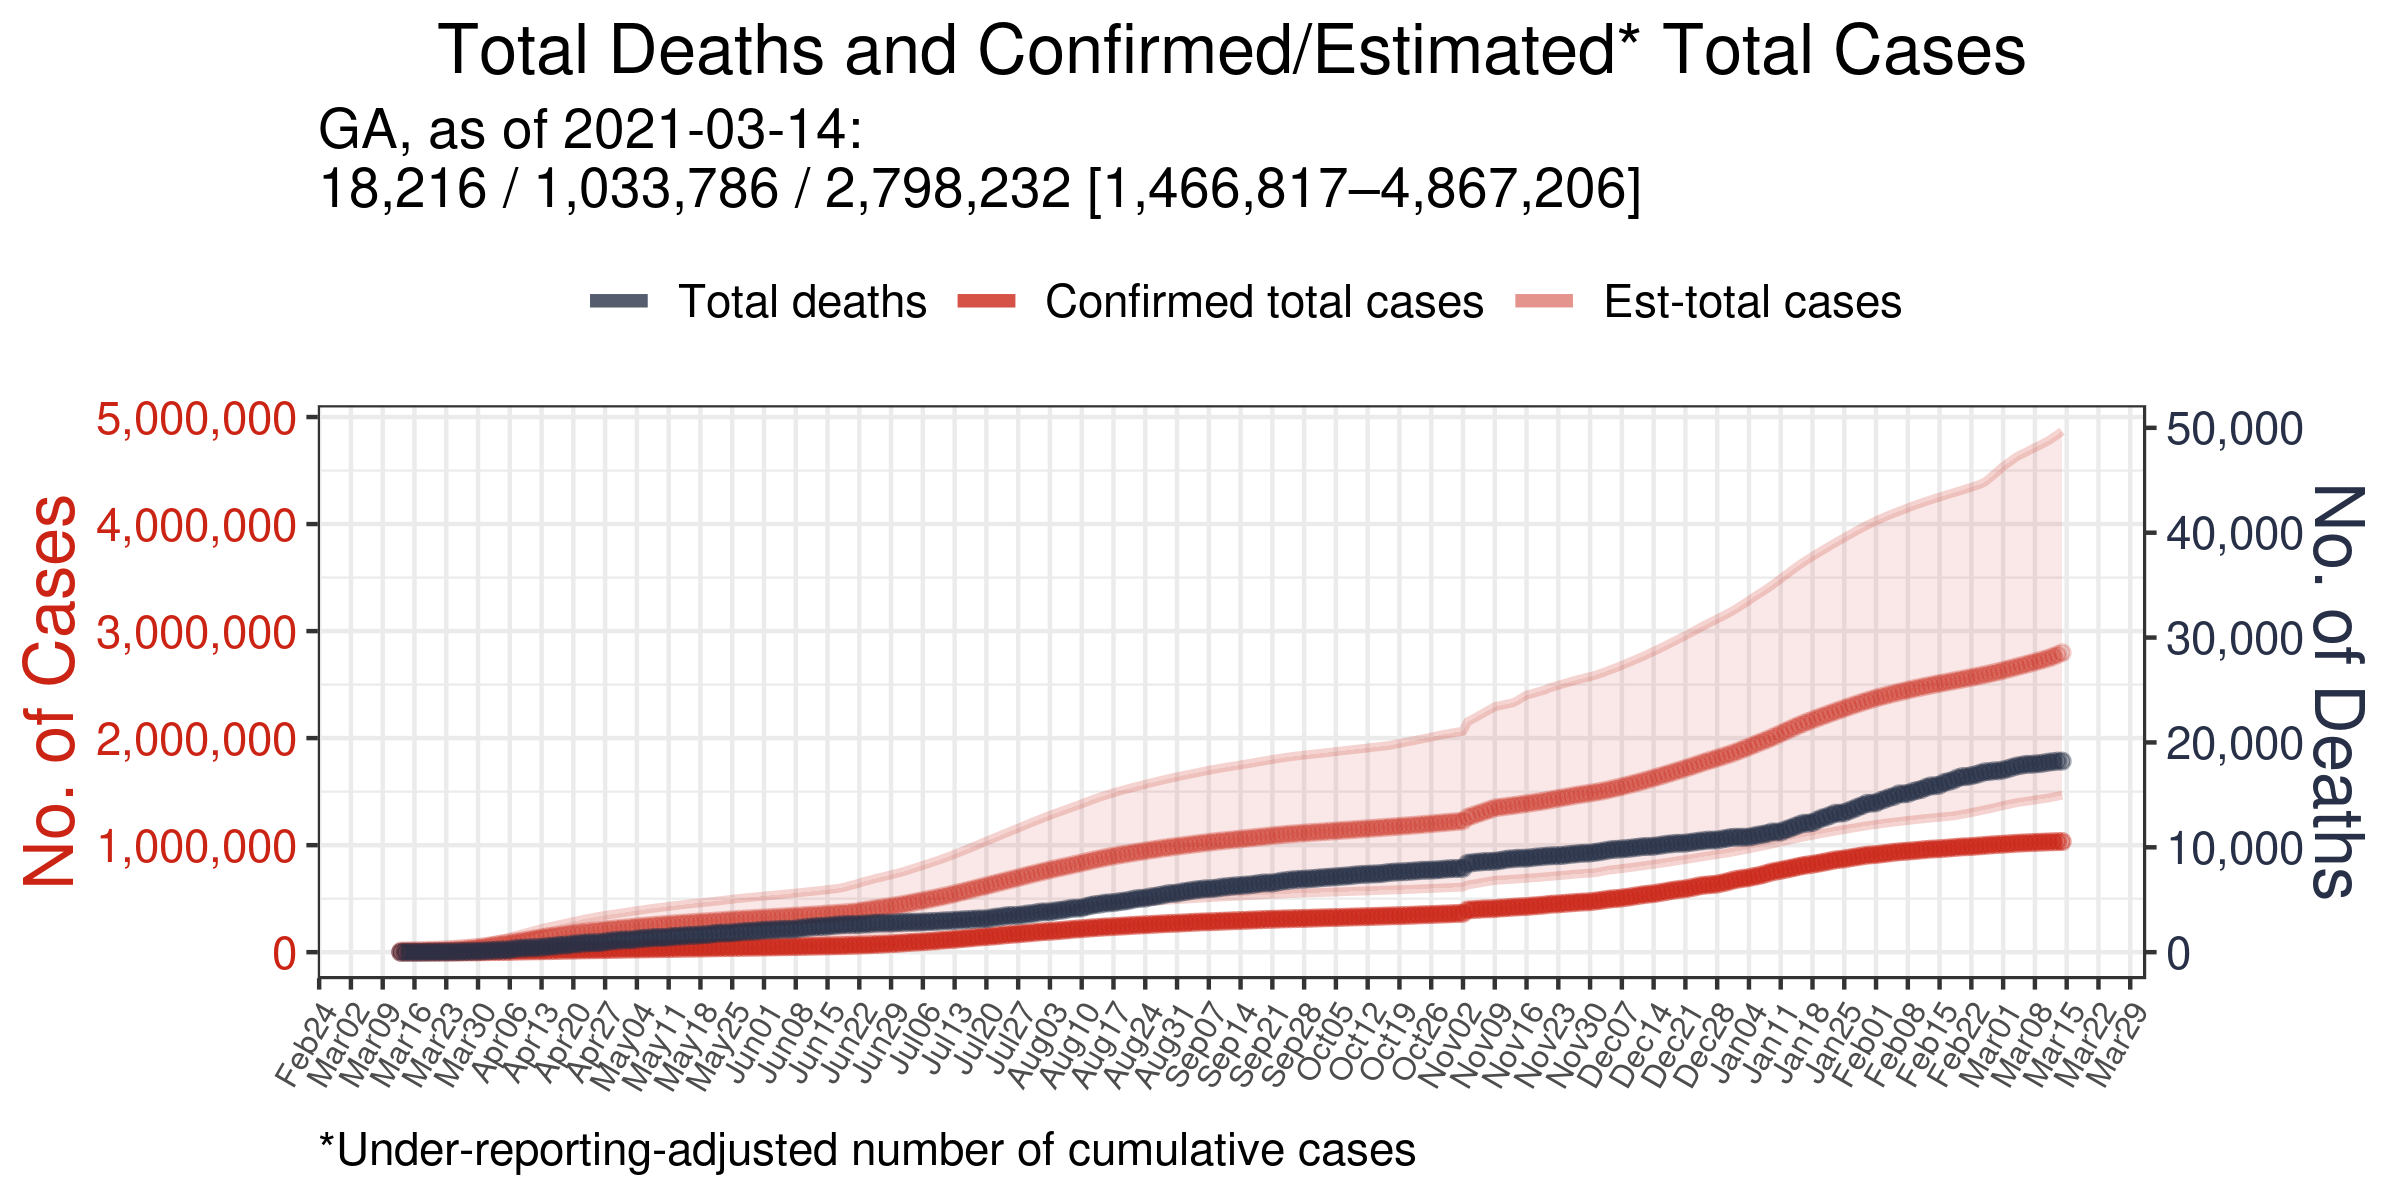 Total Deaths and Confirmed/Estimated* Total Cases
GA, as of 2021-03-14:
18,216 / 1,033,786 / 2,798,232 [1,466,817–4,867,206]
Total deaths
Confirmed total cases
Est-total cases
No. of Cases
5,000,000
4,000,000
3,000,000
2,000,000
1,000,000
0
50,000
40,000
30,000
20,000
10,000
0
No. of Deaths
Feb24
Mar02
Mar09
Mar16
Mar23
Mar30
Apr06
Apr13
Apr20
Apr27
May04
May11
May18
May25
Jun01
Jun08
Jun15
Jun22
Jun29
Jul06
Jul13
Jul20
Jul27
Aug03
Aug10
Aug17
Aug24
Aug31
Sep07
Sep14
Sep21
Sep28
Oct05
Oct12
Oct19
Oct26
Nov02
Nov09
Nov16
Nov23
Nov30
Dec07
Dec14
Dec21
Dec28
Jan04
Jan11
Jan18
Jan25
Feb01
Feb08
Feb15
Feb22
Mar01
Mar08
Mar15
Mar22
Mar29
*Under-reporting-adjusted number of cumulative cases